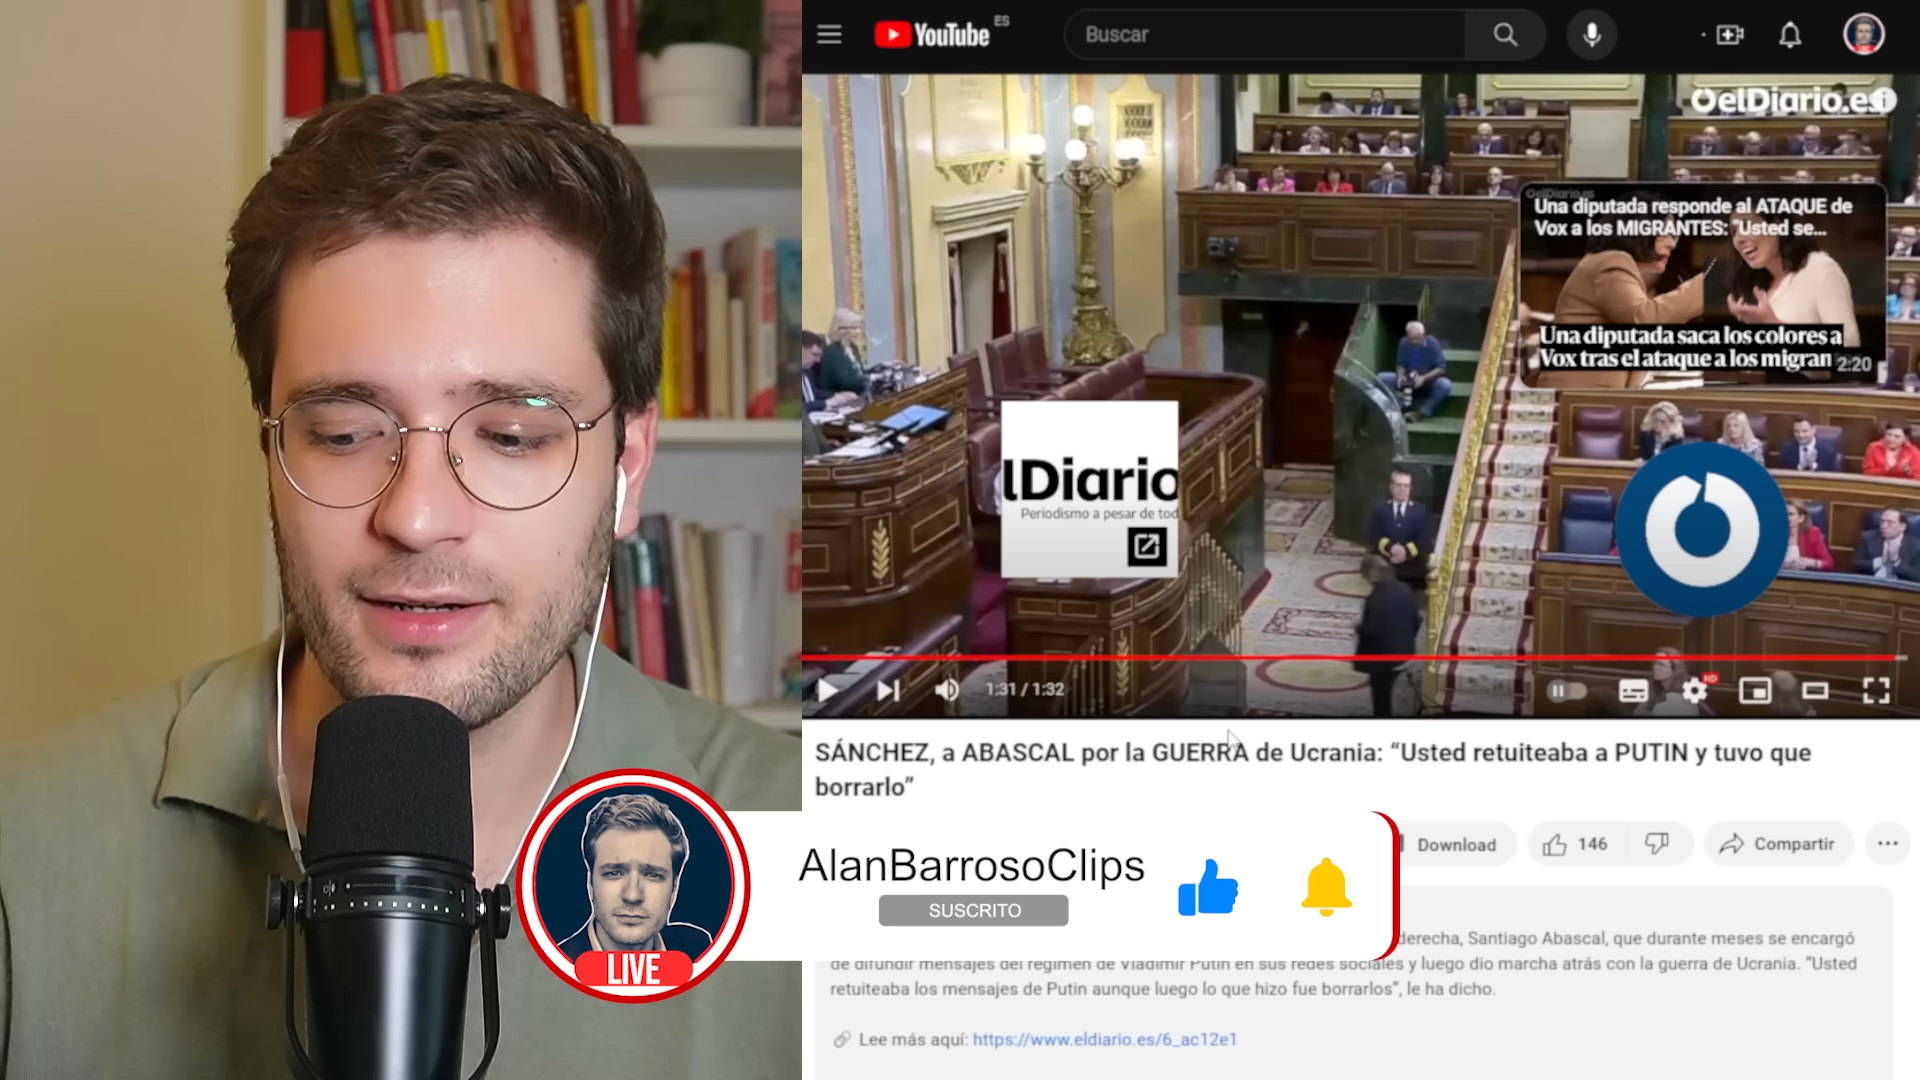 YouTube ES
Buscar
elDiario.es
elDiario.es
Una diputada responde al ATAQUE de
Vox a los MIGRANTES: "Usted se...
Una diputada saca los colores a
Vox tras el ataque a los migran
2:20
lDiario
Periodismo a pesar de tod
1:31 / 1:32
HD
SÁNCHEZ, a ABASCAL por la GUERRA de Ucrania: “Usted retuiteaba a PUTIN y tuvo que
borrarlo”
Download
146
Compartir
AlanBarrosoClips
SUSCRITO
LIVE
derecha, Santiago Abascal, que durante meses se encargó
de difundir mensajes del régimen de Vladimir Putin en sus redes sociales y luego dio marcha atrás con la guerra de Ucrania. “Usted
retuiteaba los mensajes de Putin aunque luego lo que hizo fue borrarlos”, le ha dicho.
Lee más aquí: https://www.eldiario.es/6_ac12e1